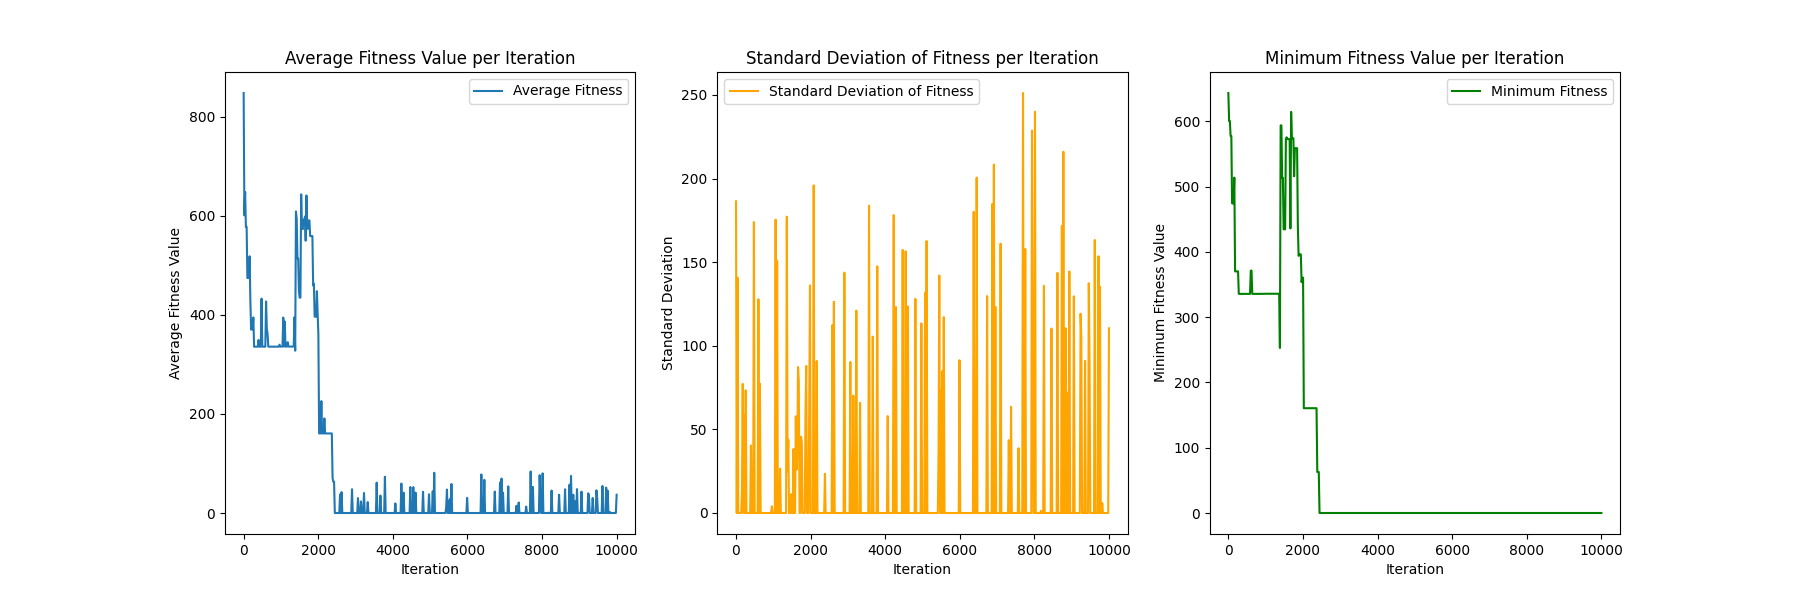 Average Fitness Value per Iteration
Average Fitness
Average Fitness Value
800
600
400
200
0
0 2000 4000 6000 8000 10000
Iteration
Standard Deviation of Fitness per Iteration
Standard Deviation of Fitness
Standard Deviation
250
200
150
100
50
0
0 2000 4000 6000 8000 10000
Iteration
Minimum Fitness Value per Iteration
Minimum Fitness
Minimum Fitness Value
600
500
400
300
200
100
0
0 2000 4000 6000 8000 10000
Iteration